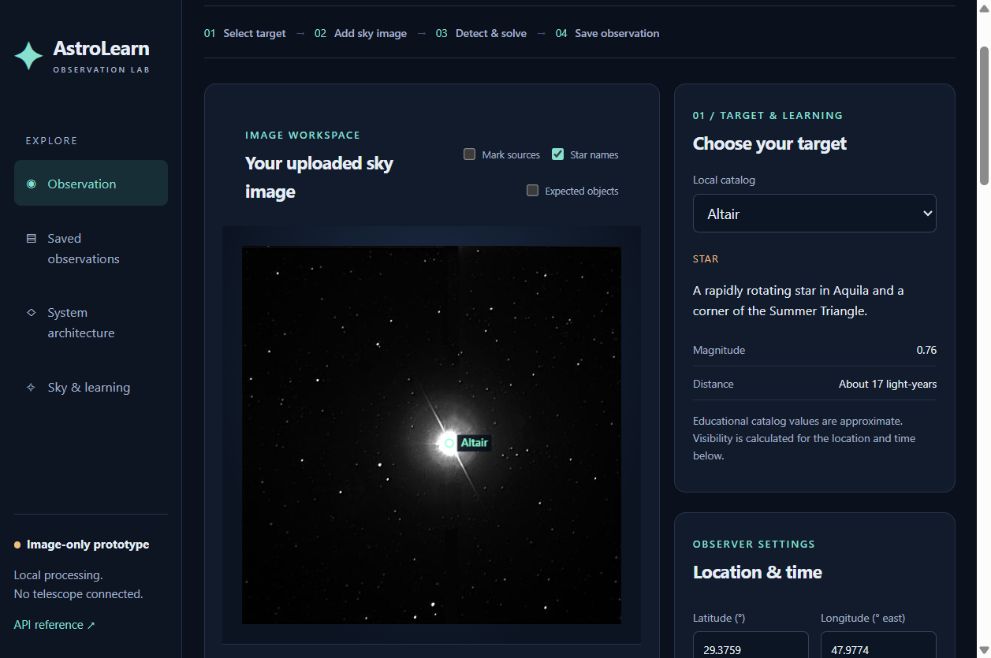 AstroLearn
OBSERVATION LAB
EXPLORE
Observation
Saved
observations
System
architecture
Sky & learning
Image-only prototype
Local processing.
No telescope connected.
API reference ↗
01 Select target → 02 Add sky image → 03 Detect & solve → 04 Save observation
IMAGE WORKSPACE
Your uploaded sky
image
Mark sources
Star names
Expected objects
Altair
01 / TARGET & LEARNING
Choose your target
Local catalog
Altair
STAR
A rapidly rotating star in Aquila and a
corner of the Summer Triangle.
Magnitude 0.76
Distance About 17 light-years
Educational catalog values are approximate.
Visibility is calculated for the location and time
below.
OBSERVER SETTINGS
Location & time
Latitude (°) Longitude (° east)
29.3759 47.9774